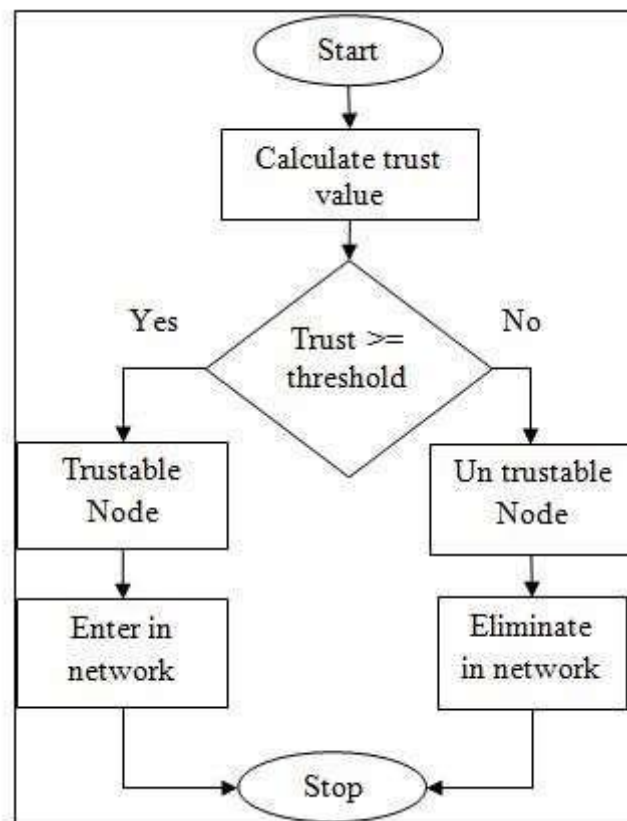 Start
Calculate trust
value
Yes
No
Trust >=
threshold
Trustable
Node
Un trustable
Node
Enter in
network
Eliminate
in network
Stop